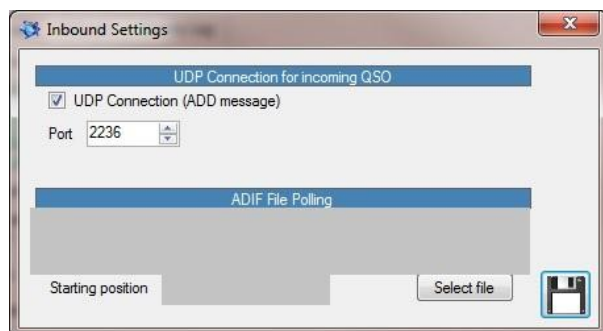 Inbound Settings
UDP Connection for incoming QSO
UDP Connection (ADD message)
Port 2236
ADIF File Polling
Starting position
Select file